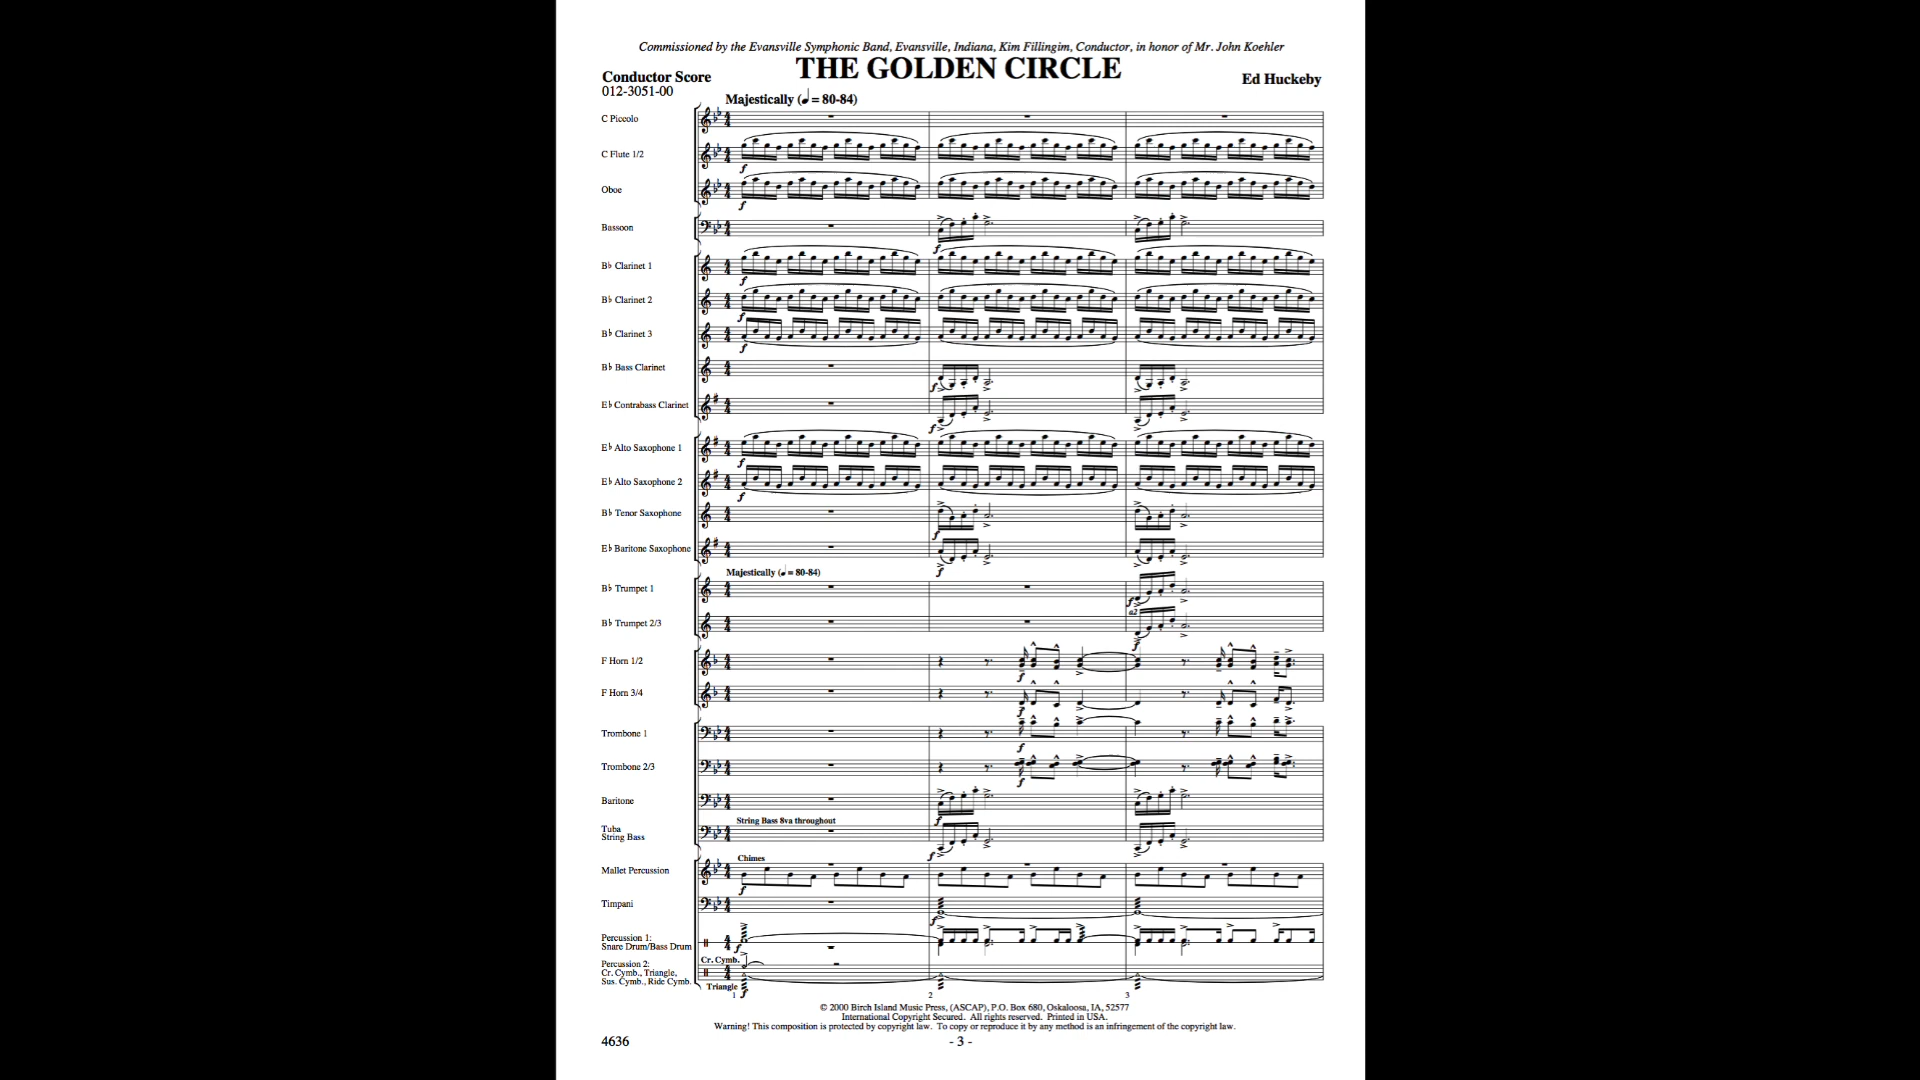 Commissioned by the Evansville Symphonic Band, Evansville, Indiana, Kim Fillingim, Conductor, in honor of Mr. John Koehler
THE GOLDEN CIRCLE
Conductor Score
012-3051-00
Ed Huckeby
Majestically (♩= 80-84)
C Piccolo
C Flute 1/2
f
Oboe
f
Bassoon
f
B♭ Clarinet 1
f
B♭ Clarinet 2
f
B♭ Clarinet 3
f
B♭ Bass Clarinet
f
E♭ Contrabass Clarinet
f
E♭ Alto Saxophone 1
f
E♭ Alto Saxophone 2
f
B♭ Tenor Saxophone
f
E♭ Baritone Saxophone
f
Majestically (♩= 80-84)
B♭ Trumpet 1
f
a2
B♭ Trumpet 2/3
f
F Horn 1/2
f
F Horn 3/4
f
Trombone 1
f
Trombone 2/3
f
Baritone
f
String Bass 8va throughout
Tuba
String Bass
f
Chimes
Mallet Percussion
f
Timpani
f
Percussion 1:
Snare Drum/Bass Drum
f
Cr. Cymb.
Percussion 2:
Cr. Cymb., Triangle,
Sus. Cymb., Ride Cymb.
Triangle
f
1 2 3
© 2000 Birch Island Music Press, (ASCAP), P.O. Box 680, Oskaloosa, IA, 52577
International Copyright Secured. All rights reserved. Printed in USA.
Warning! This composition is protected by copyright law. To copy or reproduce it by any method is an infringement of the copyright law.
4636
- 3 -